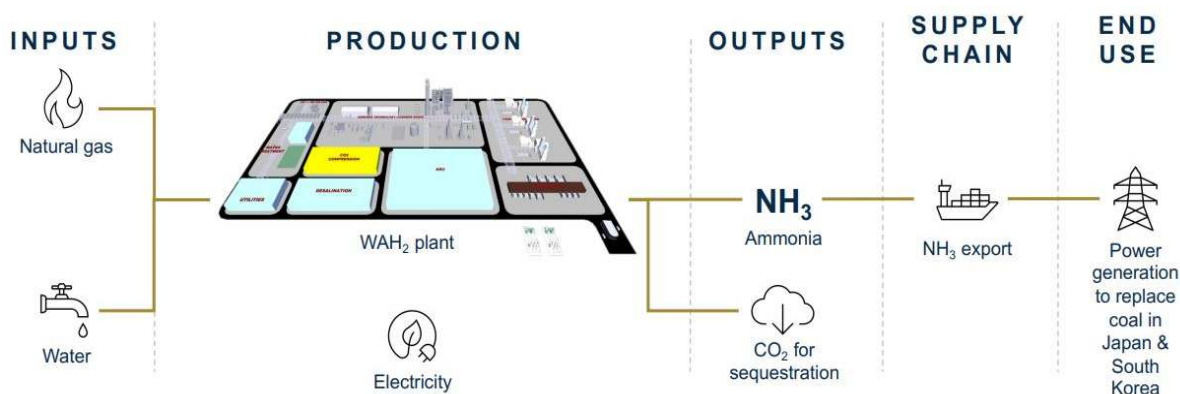 INPUTS
PRODUCTION
OUTPUTS
SUPPLY
CHAIN
END
USE
Natural gas
Water
CO2
COMPRESSION
UTILITIES
DESALINATION
WAH₂ plant
Electricity
NH₃
Ammonia
CO₂ for
sequestration
NH₃ export
Power
generation
to replace
coal in
Japan &
South
Korea